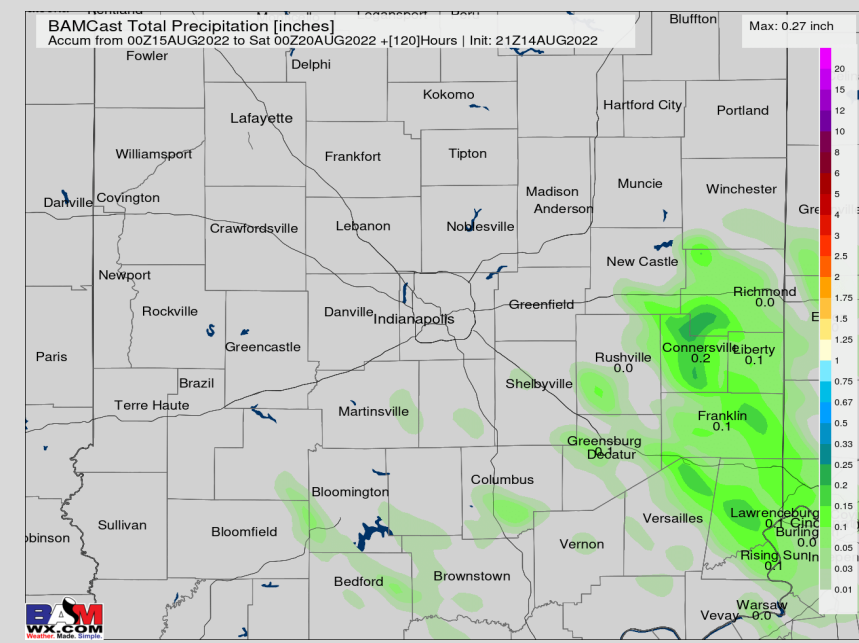 Bluffton
BAMCast Total Precipitation [inches]
Max: 0.27 inch
Accum from 00Z15AUG2022 to Sat 00Z20AUG2022 +[120]Hours | Init: 21Z14AUG2022
Fowler
Delphi
20
Kokomo
15
Hartford City
Portland
12
Lafayette
10
Williamsport
Frankfort
Tipton
8
6
Muncie
Winchester
Madison
5
Danville
Covington
Anderson
4
Crawfordsville
Lebanon
Noblesville
3
2.5
New Castle
Newport
2
Richmond
0.0
1.75
Rockville
Danville
Indianapolis
Greenfield
1.5
Greencastle
1.25
Connersville
Liberty
1
Paris
Rushville
0.2
0.1
0.0
Brazil
Shelbyville
0.75
Terre Haute
Martinsville
0.67
Franklin
0.5
0.1
0.33
Greensburg
Decatur
0.1
0.25
Columbus
0.2
Bloomington
0.15
Sullivan
Bloomfield
Versailles
Lawrenceburg
0.1
0.1
Vernon
0.0
0.05
Rising Sun
0.1
0.03
Bedford
Brownstown
0.01
BAM
WX.COM
Weather. Made. Simple.
Warsaw
Vevay
0.0